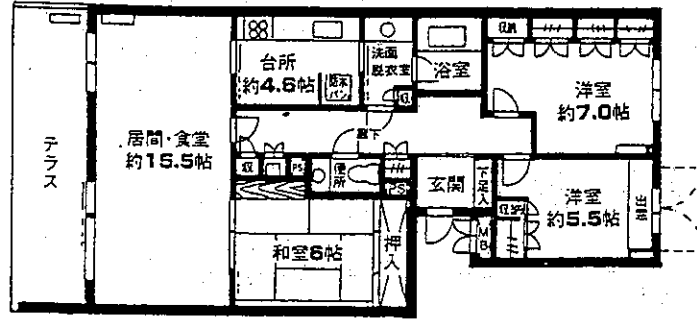 テラス
居間・食堂
約15.5帖
台所
約4.6帖
防水
パン
洗面
脱衣室
収
浴室
収納
洋室
約7.0帖
廊下
収
PS
便所
PS
玄関
下足入
洋室
約5.5帖
出窓
収納
MB
和室6帖
押入